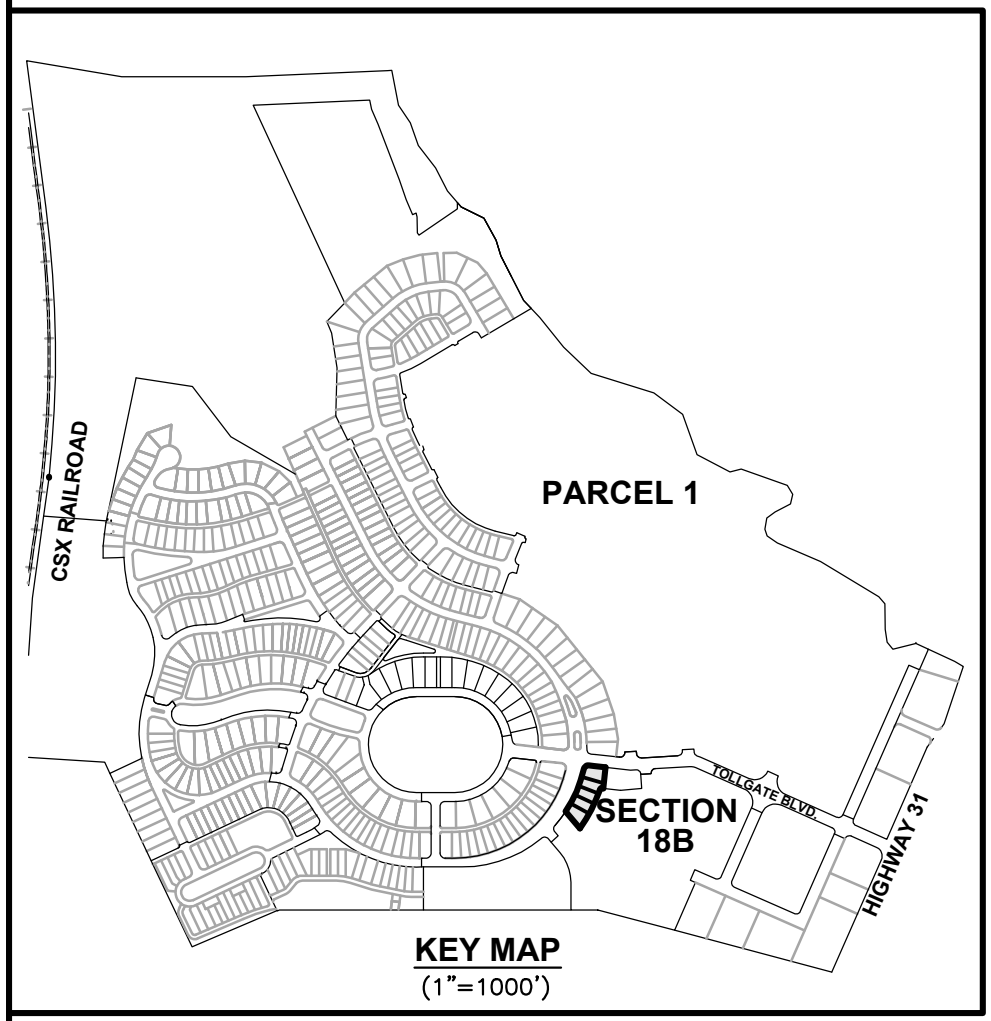 PARCEL 1
CSX RAILROAD
TOLLGATE BLVD.
SECTION
18B
HIGHWAY 31
KEY MAP
(1"=1000')